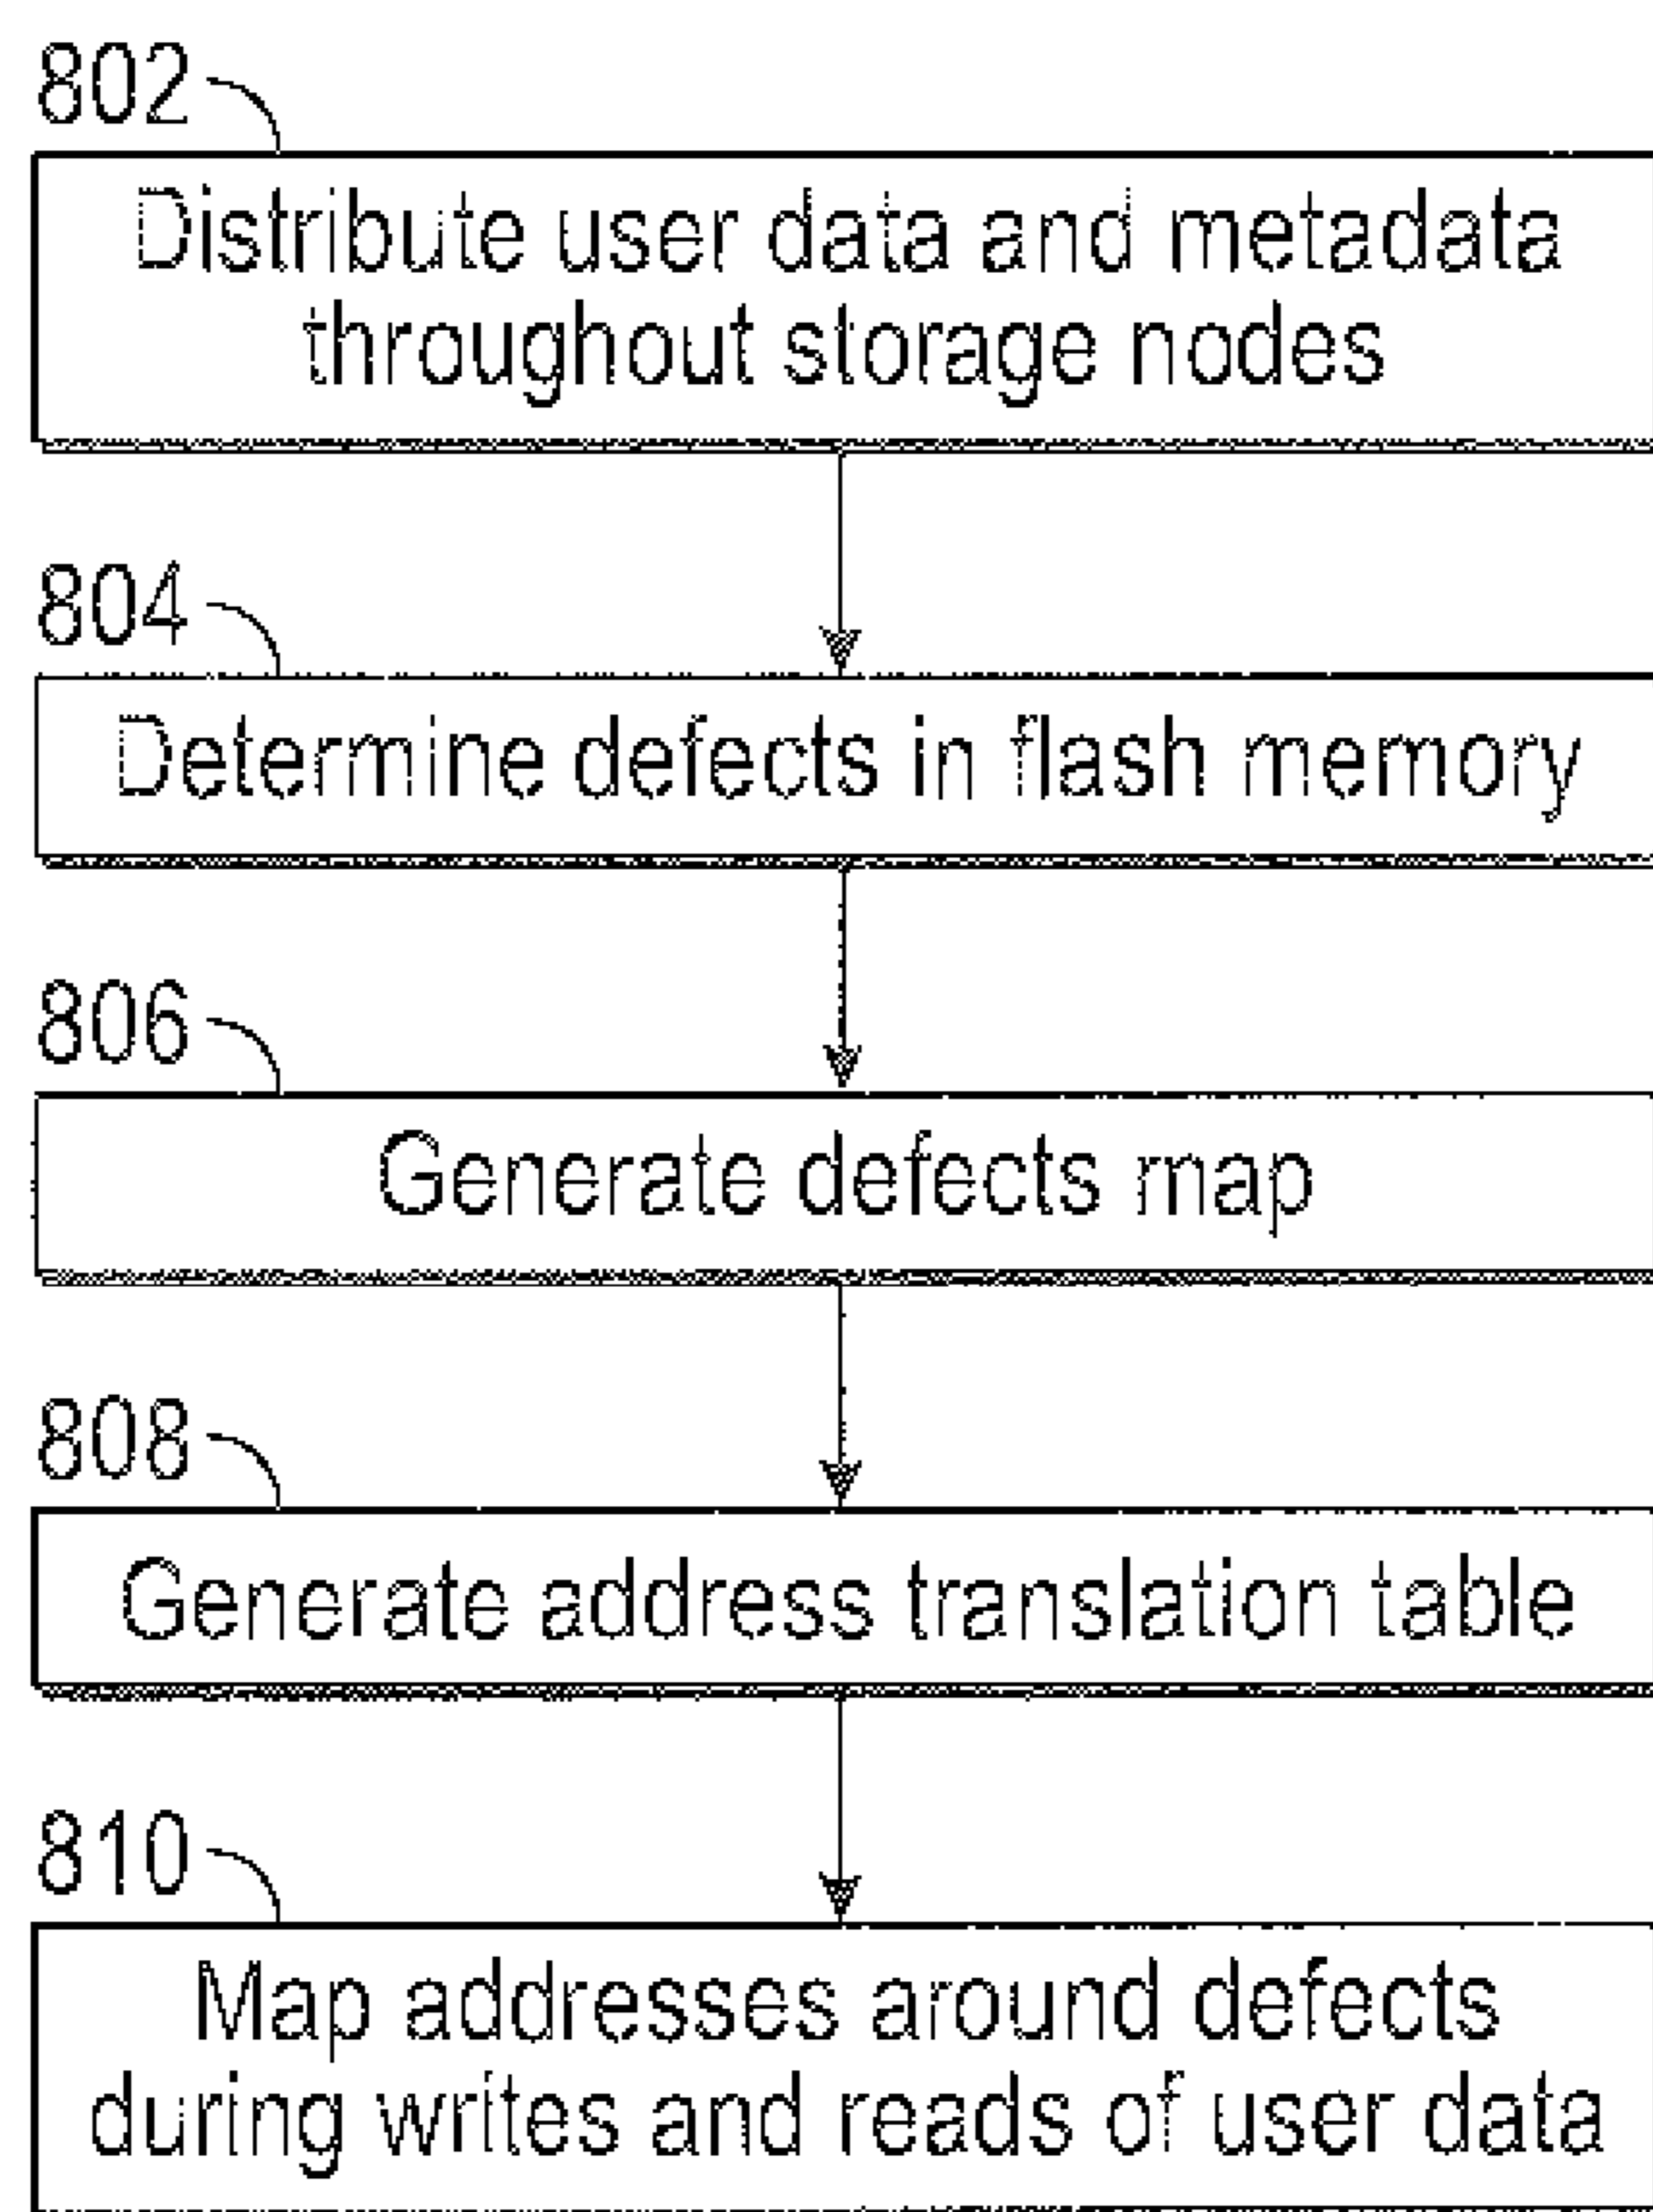 802
Distribute user data and metadata
throughout storage nodes
804
Determine defects in flash memory
806
Generate defects map
808
Generate address translation table
810
Map addresses around defects
during writes and reads of user data